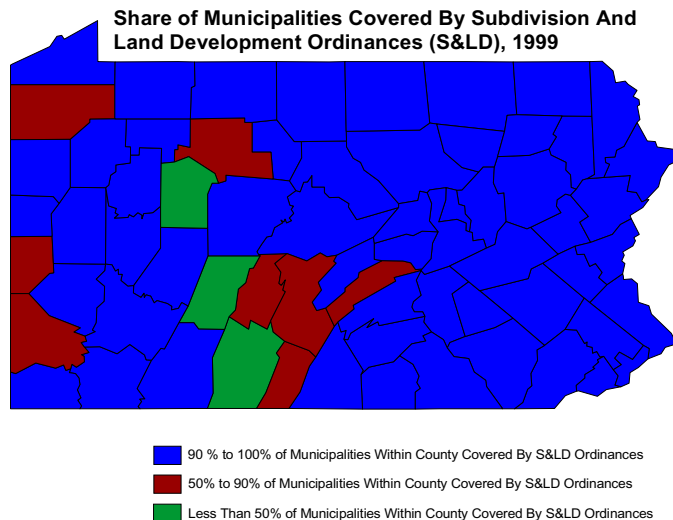 Share of Municipalities Covered By Subdivision And
Land Development Ordinances (S&LD), 1999
90 % to 100% of Municipalities Within County Covered By S&LD Ordinances
50% to 90% of Municipalities Within County Covered By S&LD Ordinances
Less Than 50% of Municipalities Within County Covered By S&LD Ordinances